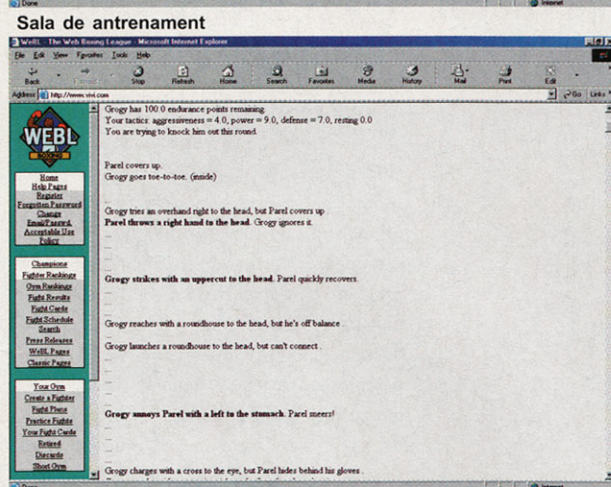 Done
Internet
Sala de antrenament
WeBL - The Web Boxing League - Microsoft Internet Explorer
File Edit View Favorites Tools Help
Back
Stop
Refresh
Home
Search
Favorites
Media
History
Mail
Print
Edit
Address
Go
Links
WEBL
BOXING
Home
Help Pages
Register
Forgotten Password
Change
Email/Passwd.
Acceptable Use
Policy
Champions
Fighter Rankings
Gym Rankings
Fight Results
Fight Cards
Fight Schedule
Search
Press Releases
WeBL Pages
Classic Pages
Your Gym
Create a Fighter
Fight Plans
Practice Fights
Your Fight Cards
Retired
Discards
Short Gym
Grogy has 100.0 endurance points remaining.
Your tactics: aggressiveness = 4.0, power = 9.0, defense = 7.0, resting 0.0
You are trying to knock him out this round.
Parel covers up.
Grogy goes toe-to-toe. (inside)
Grogy tries an overhand right to the head, but Parel covers up
Parel throws a right hand to the head. Grogy ignores it.
Grogy strikes with an uppercut to the head. Parel quickly recovers.
Grogy reaches with a roundhouse to the head, but he's off balance .
Grogy launches a roundhouse to the head, but can't connect .
Grogy annoys Parel with a left to the stomach. Parel sneers!
Grogy charges with a cross to the eye, but Parel hides behind his gloves .
Done
Internet